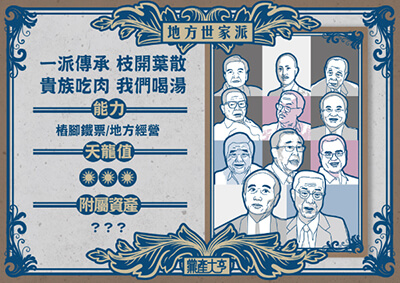 地方世家派
一派傳承 枝開葉散
貴族吃肉 我們喝湯
能力
樁腳鐵票/地方經營
天龍值
附屬資產
? ? ?
黨產大亨